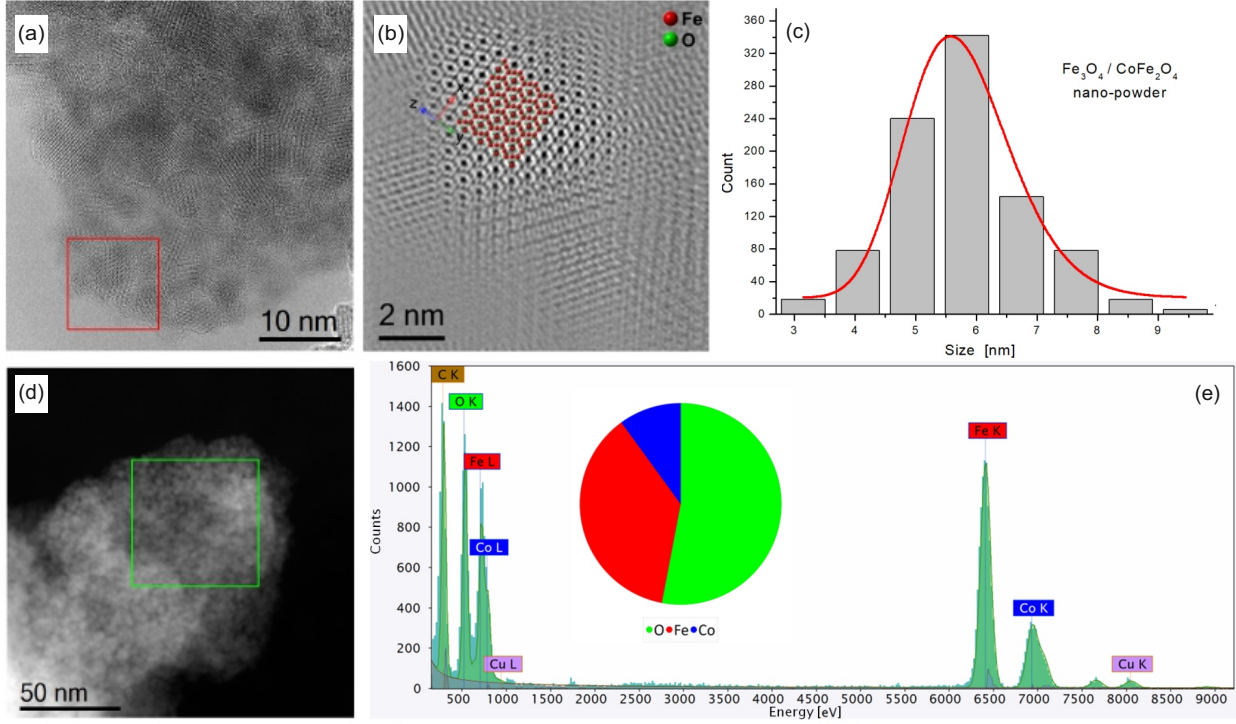 (a)
10 nm
(b)
Fe
O
x
z
y
2 nm
(c)
Fe₃O₄ / CoFe₂O₄
nano-powder
Count
360
320
280
240
200
160
120
80
40
0
3 4 5 6 7 8 9
Size [nm]
(d)
50 nm
(e)
C K
O K
Fe L
Co L
Cu L
Fe K
Co K
Cu K
O Fe Co
Counts
1600
1400
1200
1000
800
600
400
200
0
500 1000 1500 2000 2500 3000 3500 4000 4500 5000 5500 6000 6500 7000 7500 8000 8500 9000
Energy [eV]